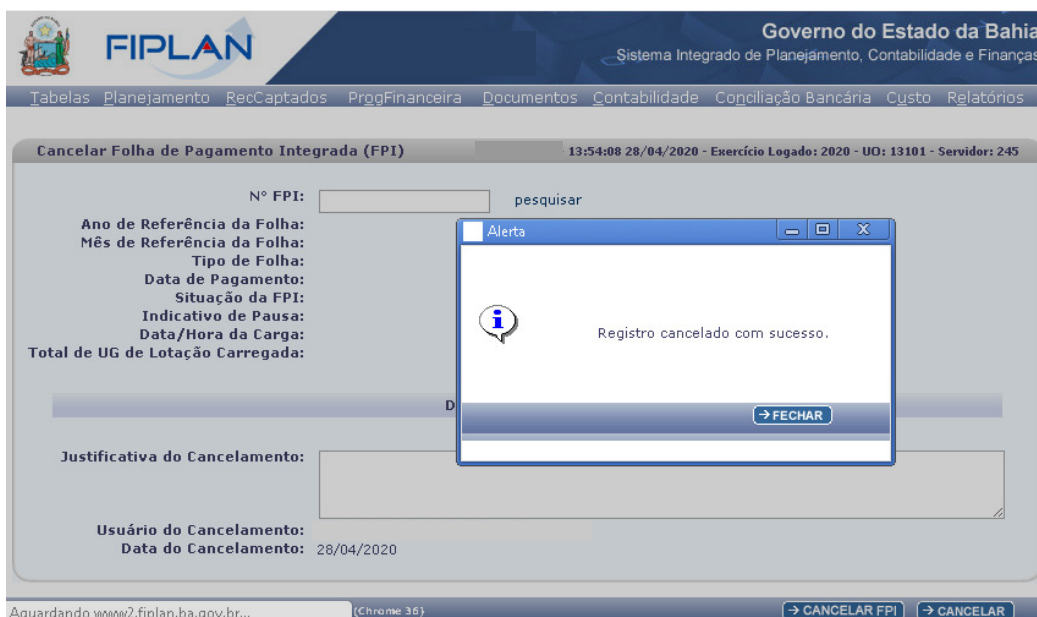 FIPLAN
Governo do Estado da Bahia
Sistema Integrado de Planejamento, Contabilidade e Finanças
Tabelas Planejamento RecCaptados ProgFinanceira Documentos Contabilidade Conciliação Bancária Custo Relatórios
Cancelar Folha de Pagamento Integrada (FPI) 13:54:08 28/04/2020 - Exercício Logado: 2020 - UO: 13101 - Servidor: 245
Nº FPI: pesquisar
Ano de Referência da Folha:
Mês de Referência da Folha:
Tipo de Folha:
Data de Pagamento:
Situação da FPI:
Indicativo de Pausa:
Data/Hora da Carga:
Total de UG de Lotação Carregada:
Alerta
Registro cancelado com sucesso.
FECHAR
D
Justificativa do Cancelamento:
Usuário do Cancelamento:
Data do Cancelamento: 28/04/2020
Aguardando www2.fiplan.ba.gov.br... (Chrome 36)
CANCELAR FPI CANCELAR